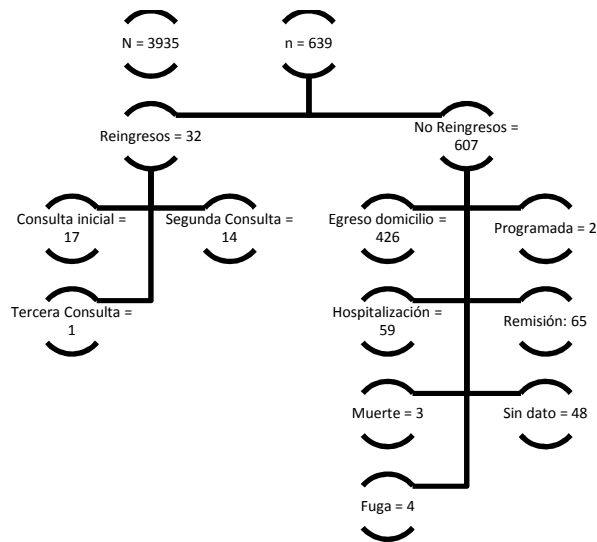 N = 3935
n = 639
Reingresos = 32
No Reingresos =
607
Consulta inicial =
17
Segunda Consulta =
14
Egreso domicilio =
426
Programada = 2
Tercera Consulta =
1
Hospitalización =
59
Remisión: 65
Muerte = 3
Sin dato = 48
Fuga = 4